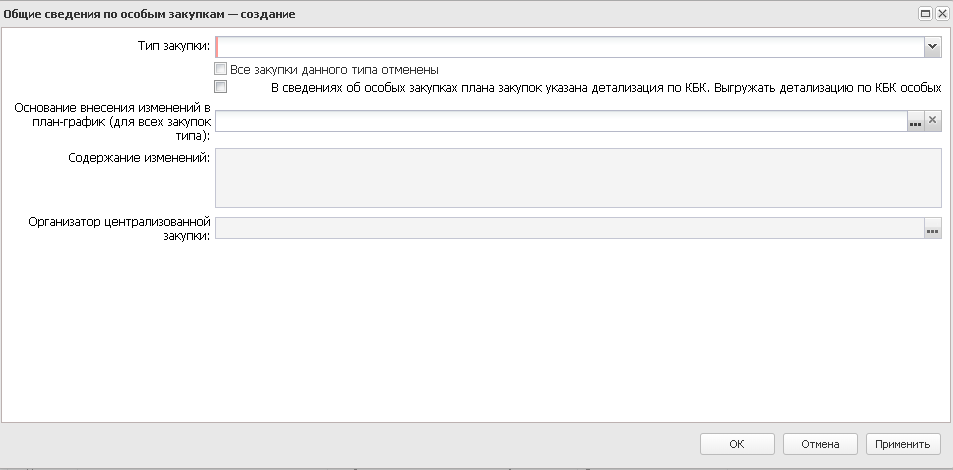 Общие сведения по особым закупкам — создание
Тип закупки:
Все закупки данного типа отменены
В сведениях об особых закупках плана закупок указана детализация по КБК. Выгружать детализацию по КБК особых
Основание внесения изменений в
план-график (для всех закупок
типа):
Содержание изменений:
Организатор централизованной
закупки:
ОК
Отмена
Применить